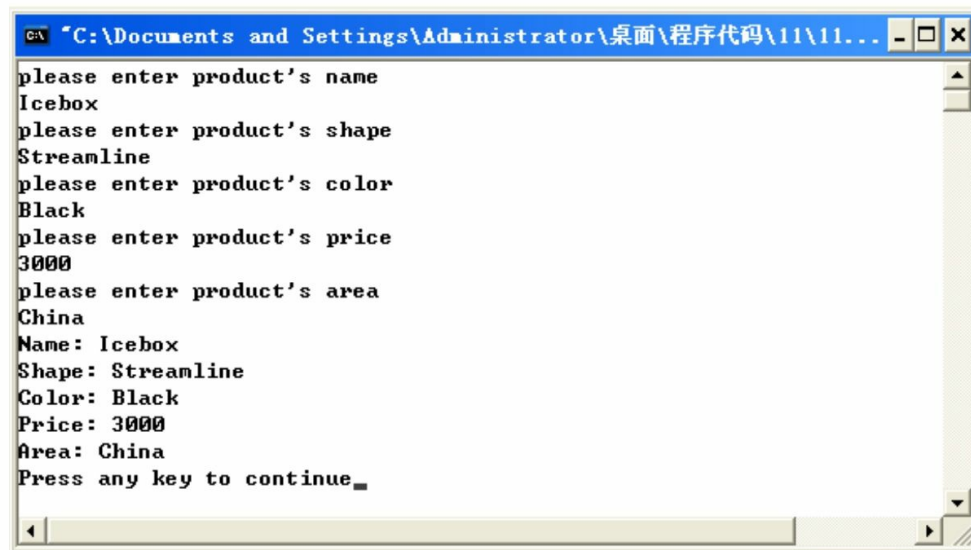 "C:\Documents and Settings\Administrator\桌面\程序代码\11\11...
please enter product's name
Icebox
please enter product's shape
Streamline
please enter product's color
Black
please enter product's price
3000
please enter product's area
China
Name: Icebox
Shape: Streamline
Color: Black
Price: 3000
Area: China
Press any key to continue_